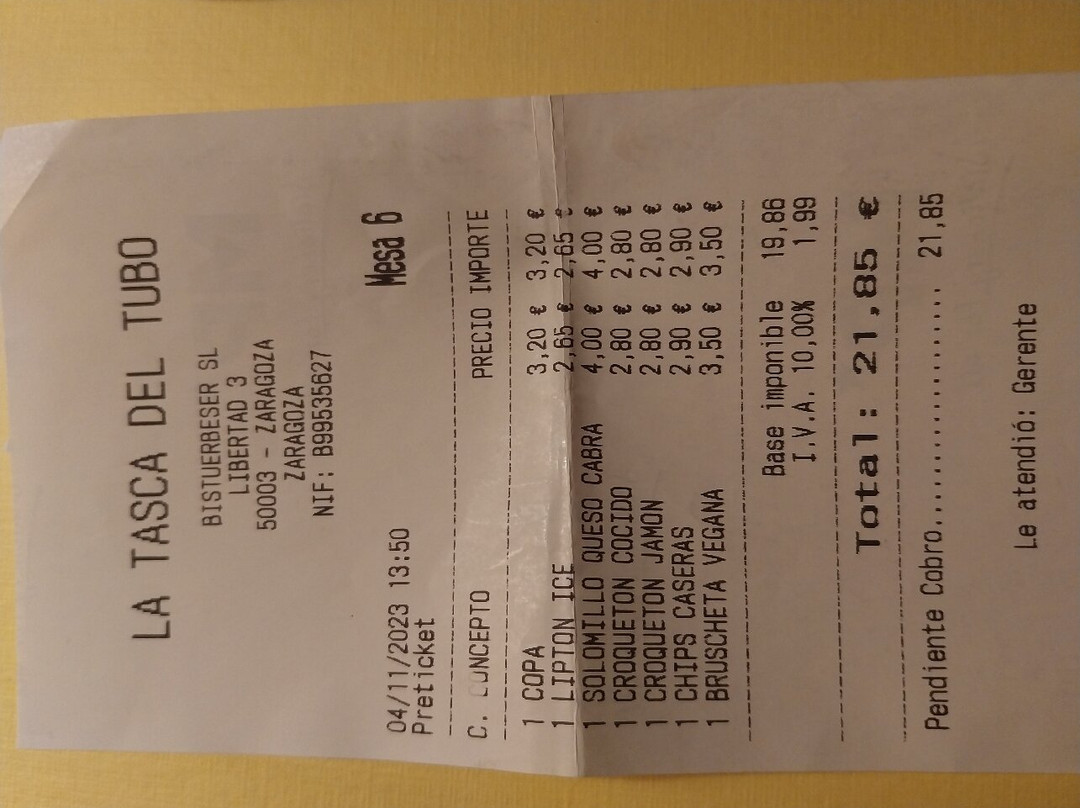 LA TASCA DEL TUBO
BISTUERBESER SL
LIBERTAD 3
50003 - ZARAGOZA
ZARAGOZA
NIF: B99535627
04/11/2023 13:50 Mesa 6
Preticket
C. CONCEPTO PRECIO IMPORTE
1 COPA 3,20 € 3,20 €
1 LIPTON ICE 2,65 € 2,65 €
1 SOLOMILLO QUESO CABRA 4,00 € 4,00 €
1 CROQUETON COCIDO 2,80 € 2,80 €
1 CROQUETON JAMON 2,80 € 2,80 €
1 CHIPS CASERAS 2,90 € 2,90 €
1 BRUSCHETA VEGANA 3,50 € 3,50 €
Base imponible 19,86
I.V.A. 10,00% 1,99
Total: 21,85 €
Pendiente Cobro................ 21,85
Le atendió: Gerente